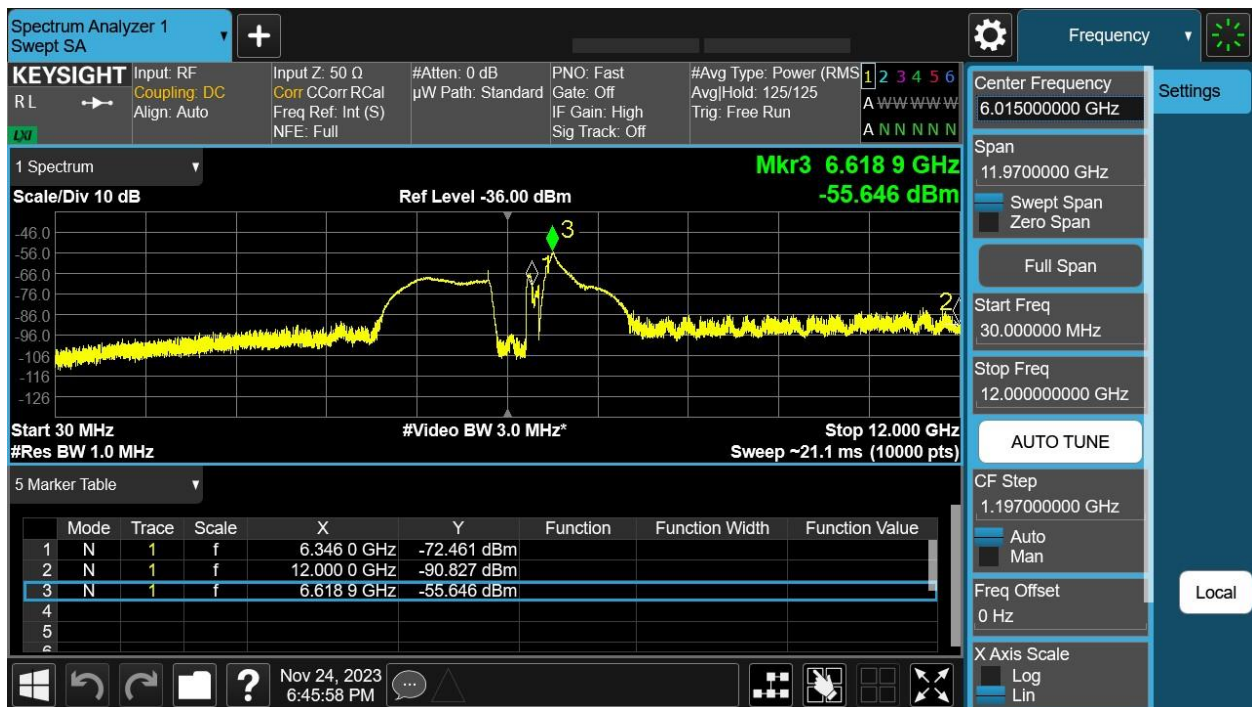 Spectrum Analyzer 1
Swept SA
+
Frequency
KEYSIGHT
RL
LXI
Input: RF
Coupling: DC
Align: Auto
Input Z: 50 Ω
Corr CCorr RCal
Freq Ref: Int (S)
NFE: Full
#Atten: 0 dB
µW Path: Standard
PNO: Fast
Gate: Off
IF Gain: High
Sig Track: Off
#Avg Type: Power (RMS
Avg|Hold: 125/125
Trig: Free Run
1 2 3 4 5 6
A W W W W W
A N N N N N
1 Spectrum
Mkr3 6.618 9 GHz
Scale/Div 10 dB
Ref Level -36.00 dBm
-55.646 dBm
3
1
2
-46.0
-56.0
-66.0
-76.0
-86.0
-96.0
-106
-116
-126
Start 30 MHz
#Video BW 3.0 MHz*
Stop 12.000 GHz
#Res BW 1.0 MHz
Sweep ~21.1 ms (10000 pts)
5 Marker Table
Mode Trace Scale X Y Function Function Width Function Value
1 N 1 f 6.346 0 GHz -72.461 dBm
2 N 1 f 12.000 0 GHz -90.827 dBm
3 N 1 f 6.618 9 GHz -55.646 dBm
4
5
6
?
Nov 24, 2023
6:45:58 PM
Center Frequency
6.015000000 GHz
Span
11.9700000 GHz
Swept Span
Zero Span
Full Span
Start Freq
30.000000 MHz
Stop Freq
12.000000000 GHz
AUTO TUNE
CF Step
1.197000000 GHz
Auto
Man
Freq Offset
0 Hz
X Axis Scale
Log
Lin
Settings
Local